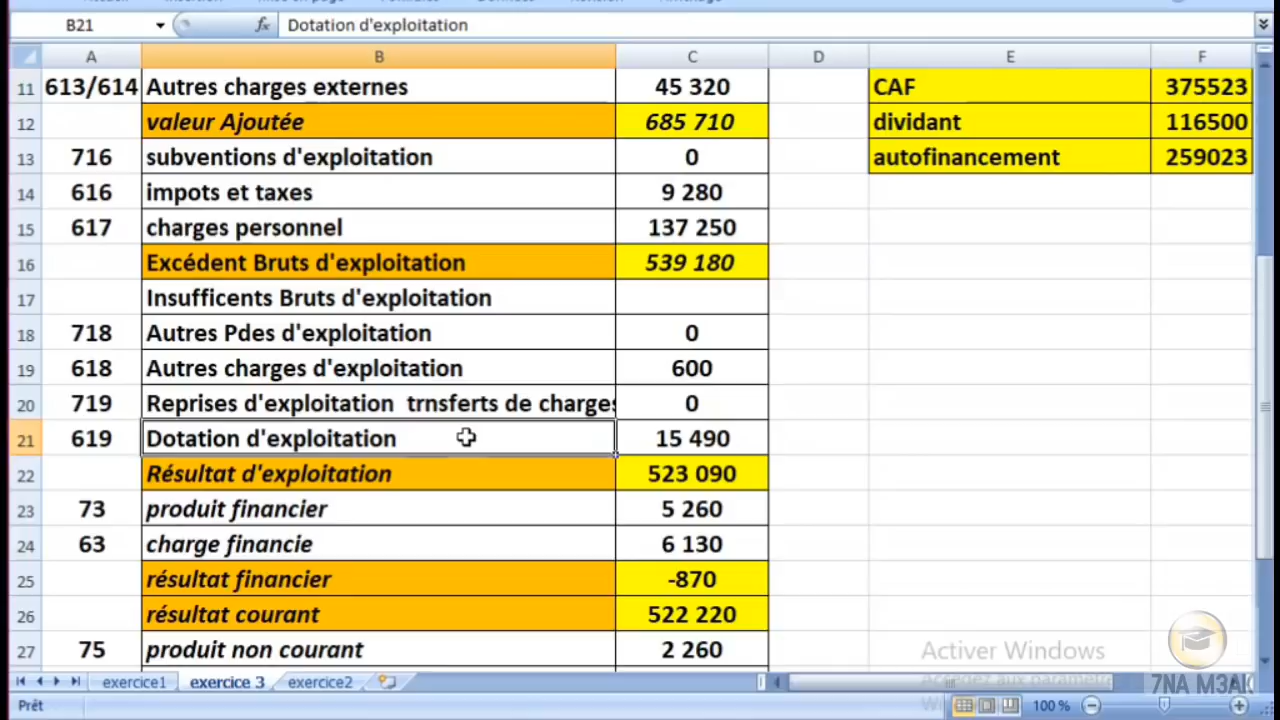 B21 fx Dotation d'exploitation
A B C D E F
11 613/614 Autres charges externes 45 320 CAF 375523
12 valeur Ajoutée 685 710 dividant 116500
13 716 subventions d'exploitation 0 autofinancement 259023
14 616 impots et taxes 9 280
15 617 charges personnel 137 250
16 Excédent Bruts d'exploitation 539 180
17 Insufficents Bruts d'exploitation
18 718 Autres Pdes d'exploitation 0
19 618 Autres charges d'exploitation 600
20 719 Reprises d'exploitation trnsferts de charges 0
21 619 Dotation d'exploitation 15 490
22 Résultat d'exploitation 523 090
23 73 produit financier 5 260
24 63 charge financie 6 130
25 résultat financier -870
26 résultat courant 522 220
27 75 produit non courant 2 260
Activer Windows
exercice1 exercice 3 exercice2
7NA M3AK
Prêt 100 %